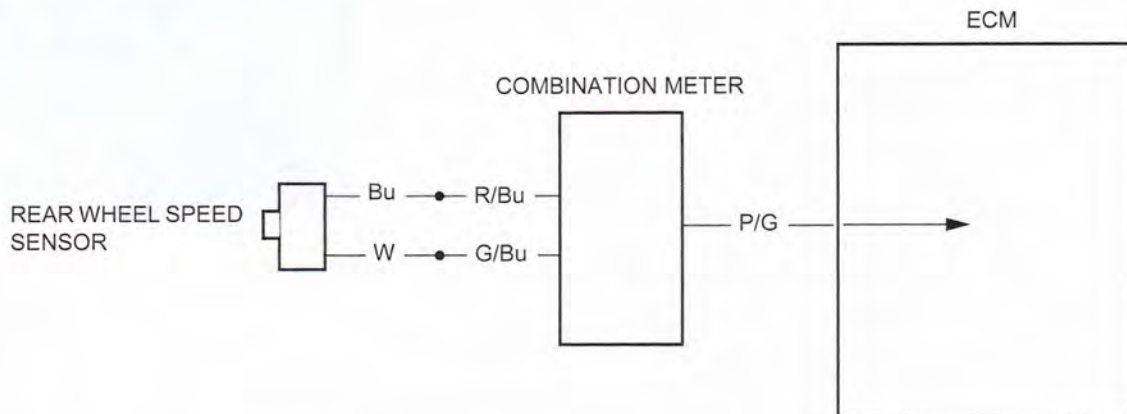 ECM
COMBINATION METER
Bu
R/Bu
REAR WHEEL SPEED
SENSOR
P/G
W
G/Bu